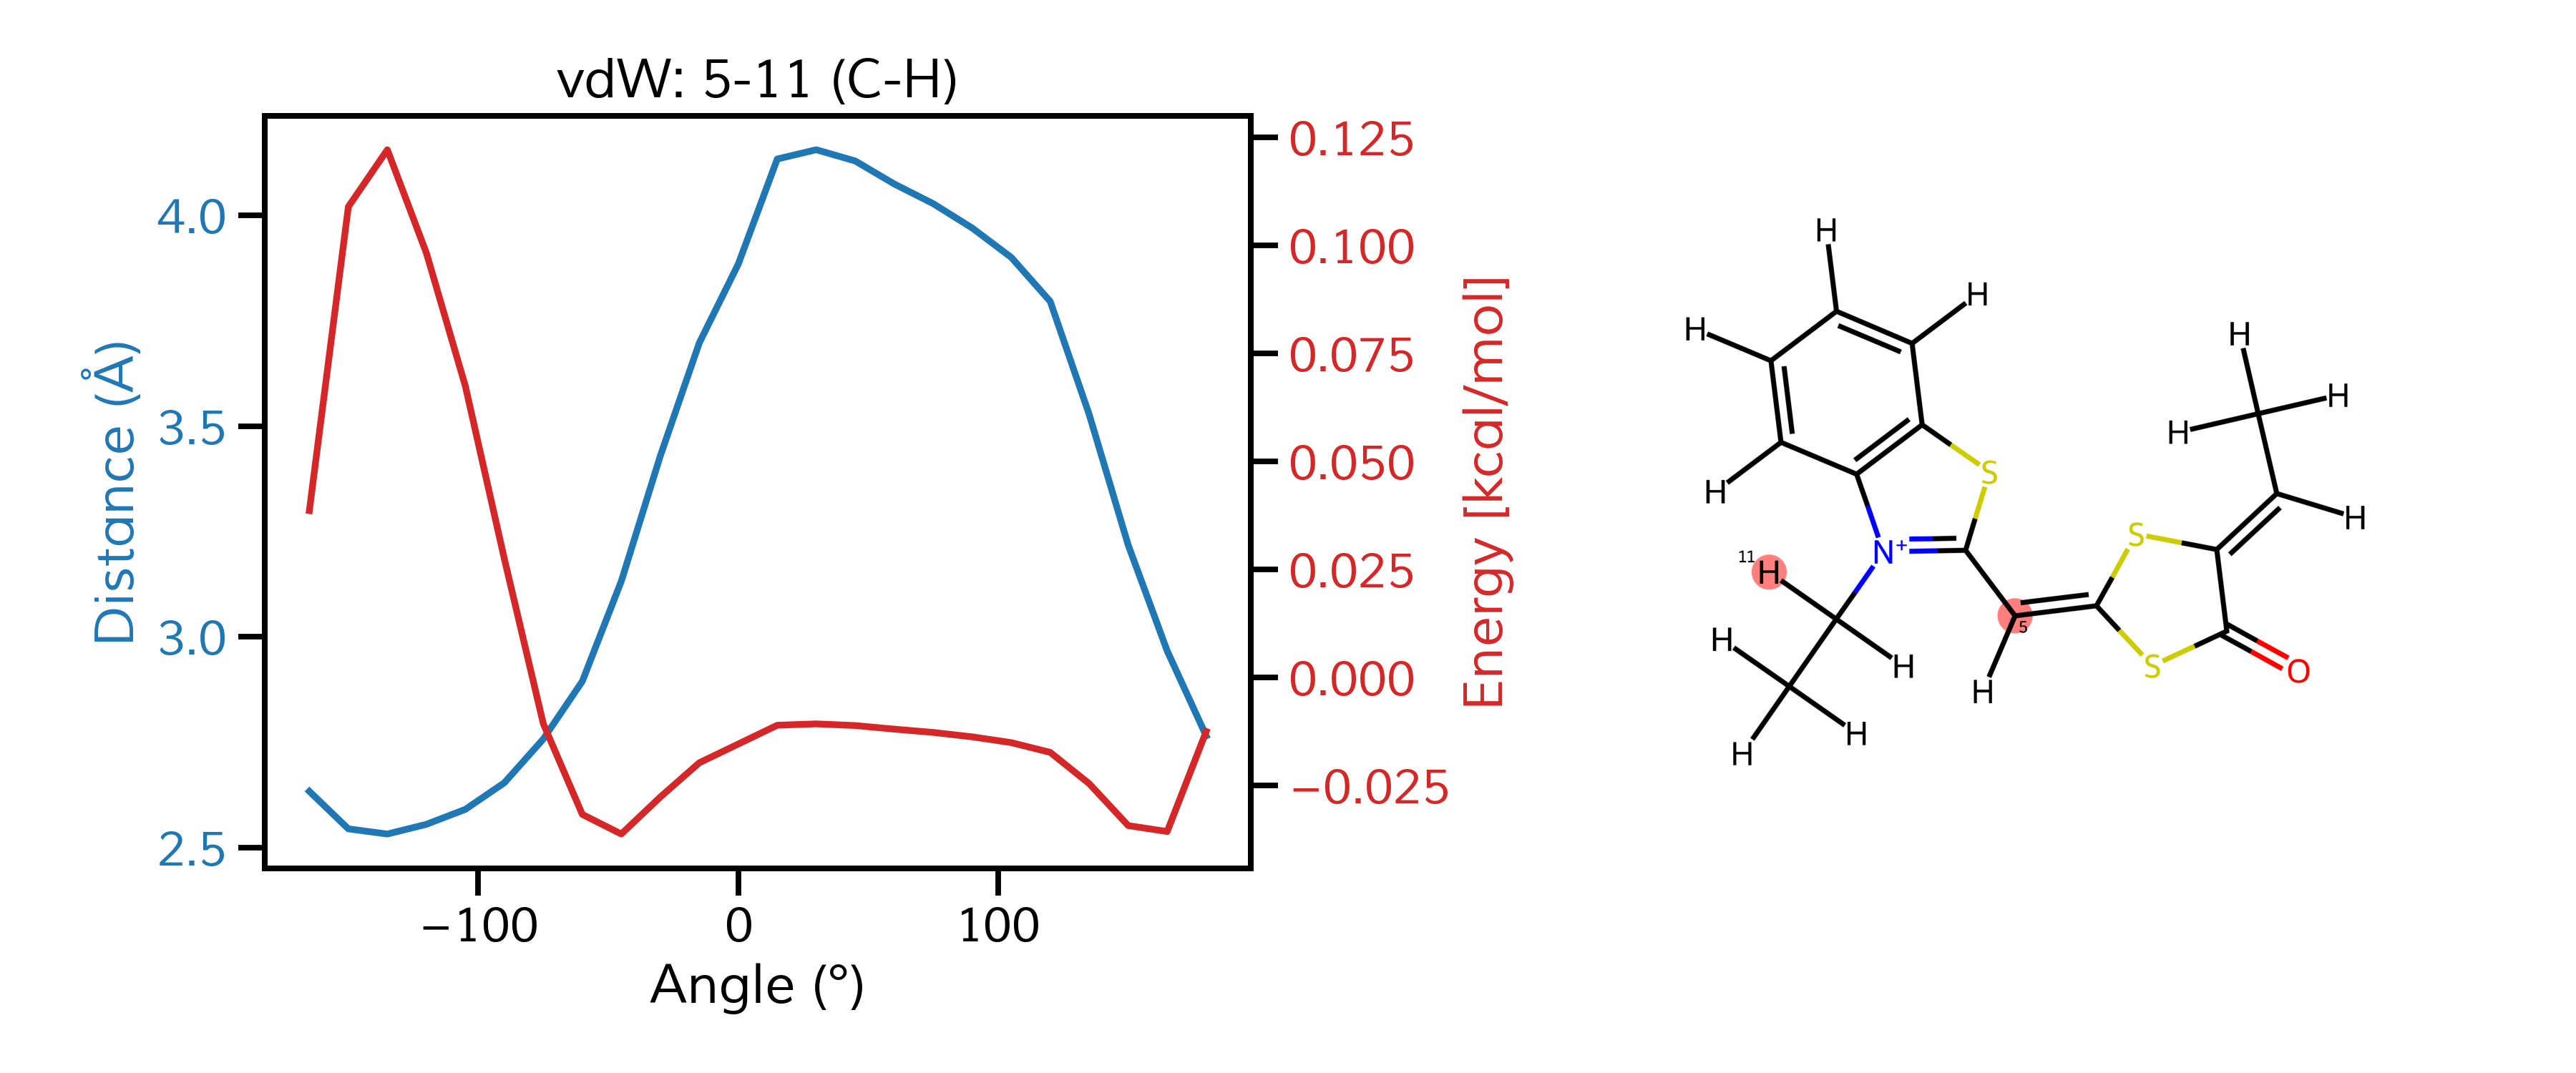 vdW: 5-11 (C-H)
Distance (Å)
4.0
3.5
3.0
2.5
−100
0
100
Angle (°)
0.125
0.100
0.075
0.050
0.025
0.000
−0.025
Energy [kcal/mol]
H
H
H
H
H
H
H
S
H
S
N+
11
H
5
H
H
H
S
O
H
H